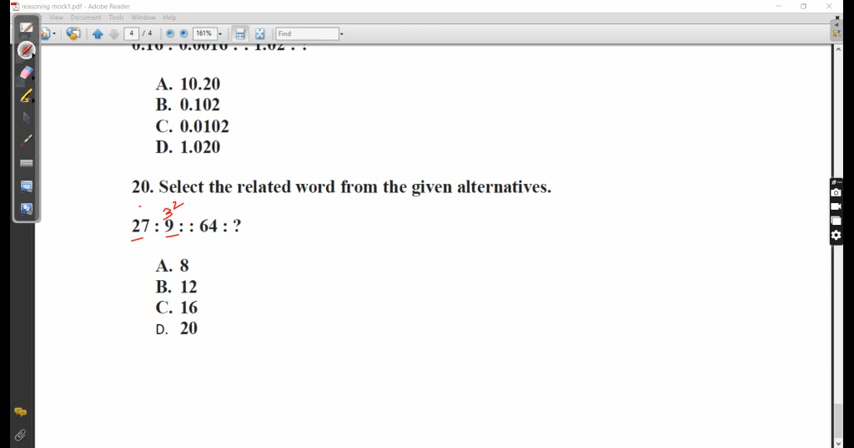 reasoning mock1.pdf - Adobe Reader
View Document Tools Window Help
4 / 4 161% Find
A. 10.20
B. 0.102
C. 0.0102
D. 1.020
20. Select the related word from the given alternatives.
3²
27 : 9 : : 64 : ?
A. 8
B. 12
C. 16
D. 20